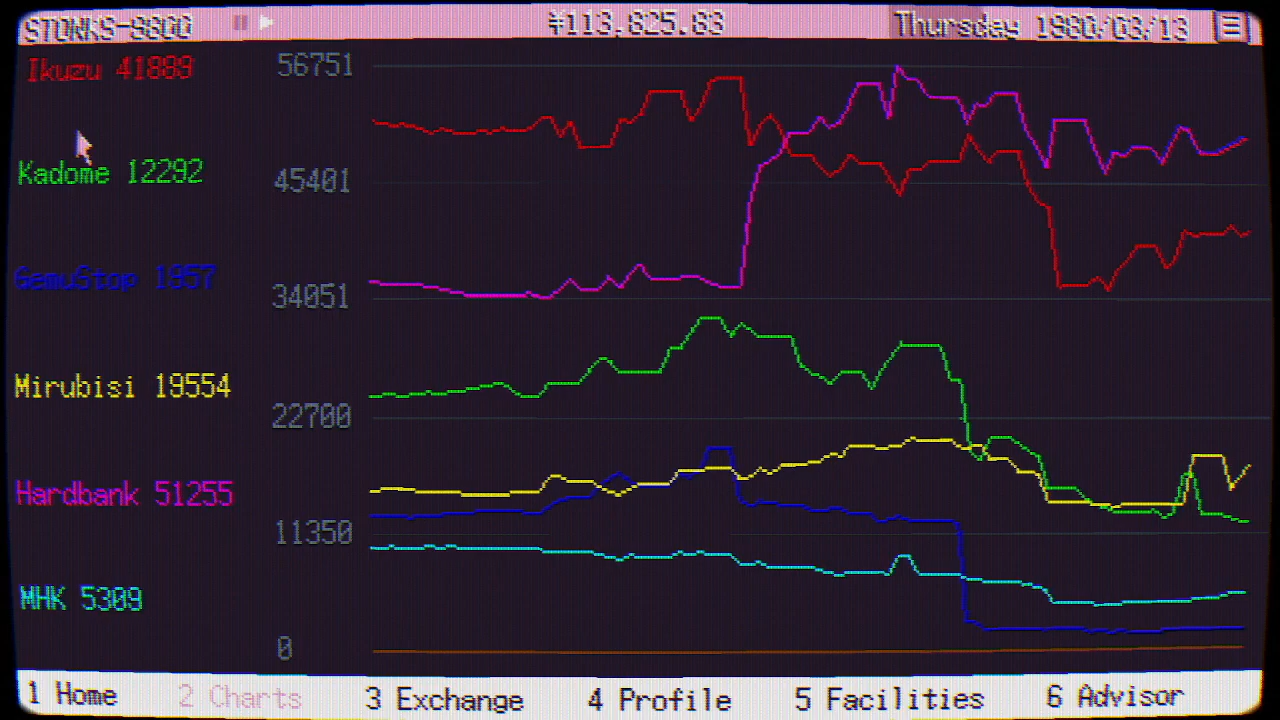 STONKS-9800
¥113,825.83
Thursday 1980/03/13
Ikuzu 41889
Kadome 12292
GemuStop 1957
Mirubisi 19554
Hardbank 51255
MHK 5309
56751
45401
34051
22700
11350
0
1 Home
2 Charts
3 Exchange
4 Profile
5 Facilities
6 Advisor